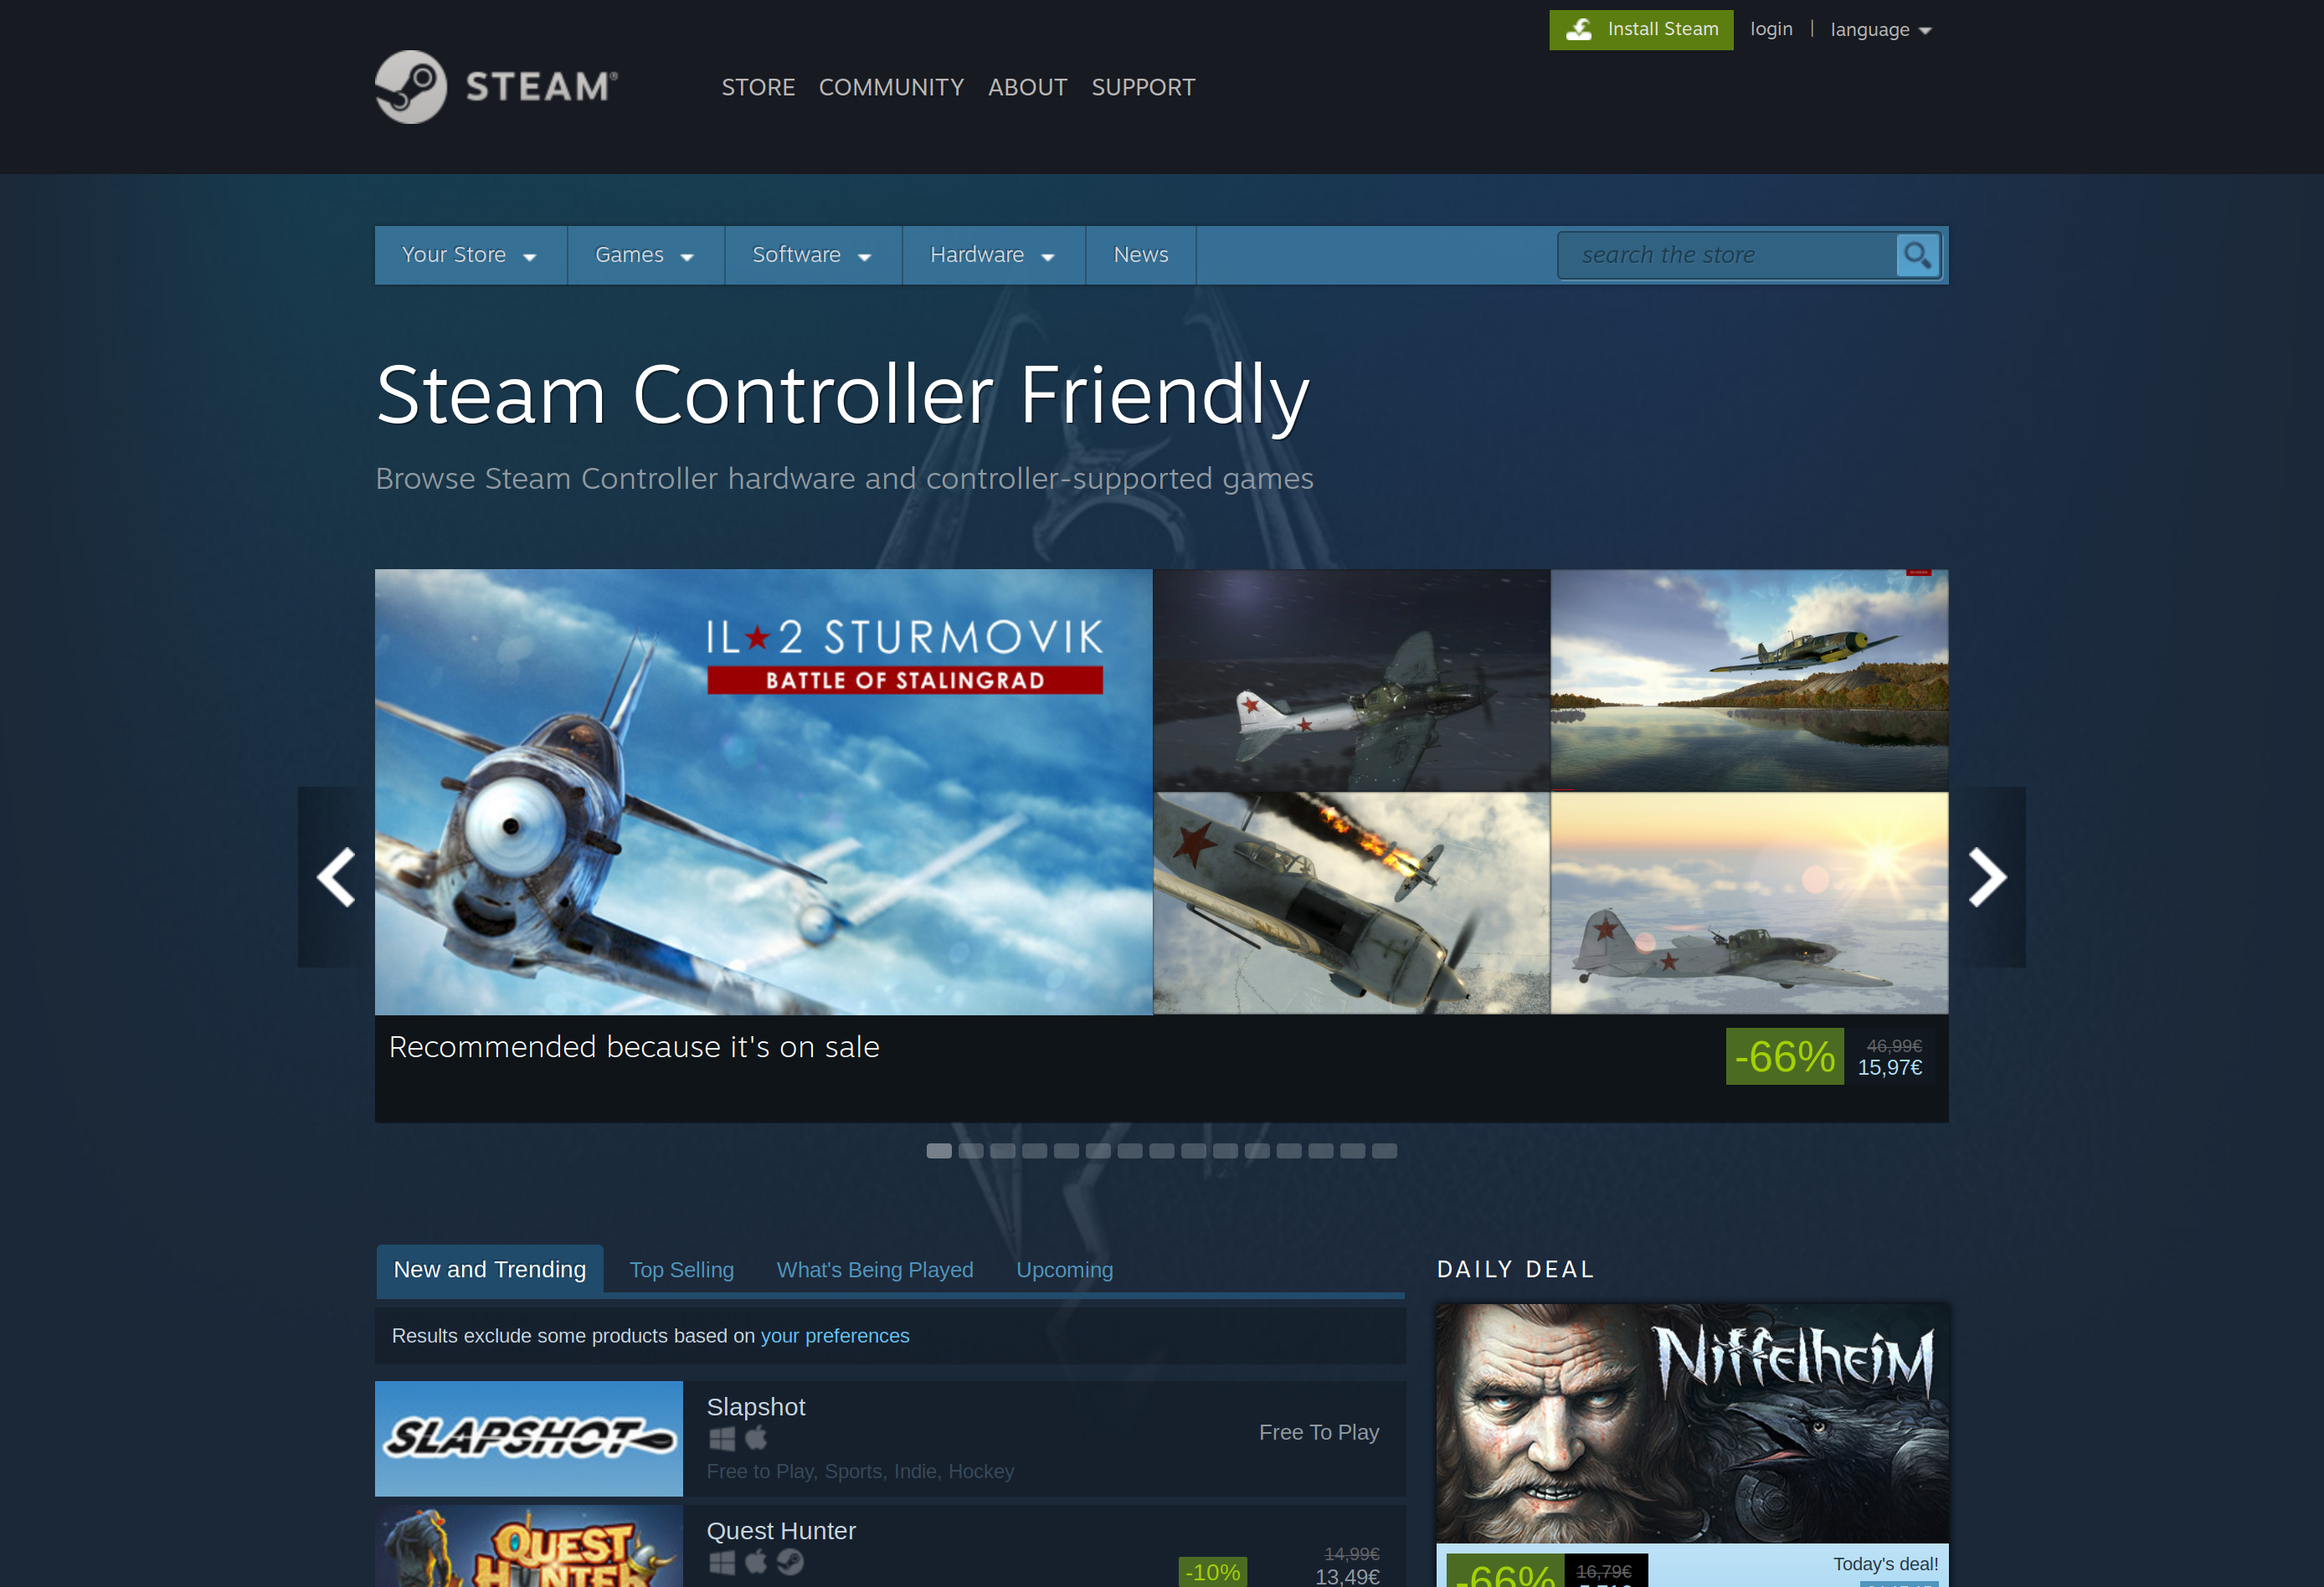 Install Steam login | language
STEAM®
STORE COMMUNITY ABOUT SUPPORT
Your Store Games Software Hardware News search the store
Steam Controller Friendly
Browse Steam Controller hardware and controller-supported games
IL★2 STURMOVIK
BATTLE OF STALINGRAD
Recommended because it's on sale
-66%
46,99€
15,97€
New and Trending Top Selling What's Being Played Upcoming
Results exclude some products based on your preferences
SLAPSHOT
Slapshot
Free To Play
Free to Play, Sports, Indie, Hockey
QUEST HUNTER
Quest Hunter
-10%
14,99€
13,49€
DAILY DEAL
Niffelheim
-66%
16,79€
Today's deal!